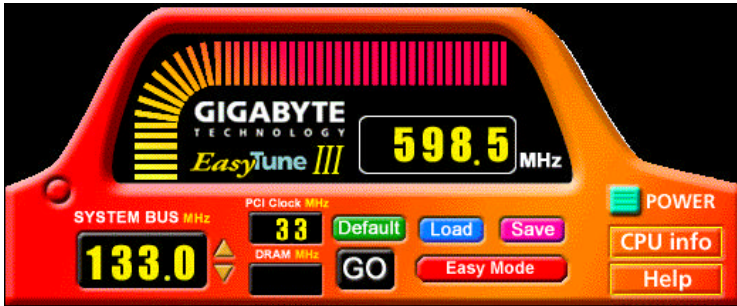 GIGABYTE
TECHNOLOGY
EasyTune III
598.5 MHz
POWER
SYSTEM BUS MHz
133.0
PCI Clock MHz
33
DRAM MHz
Default
Load
Save
GO
Easy Mode
CPU info
Help